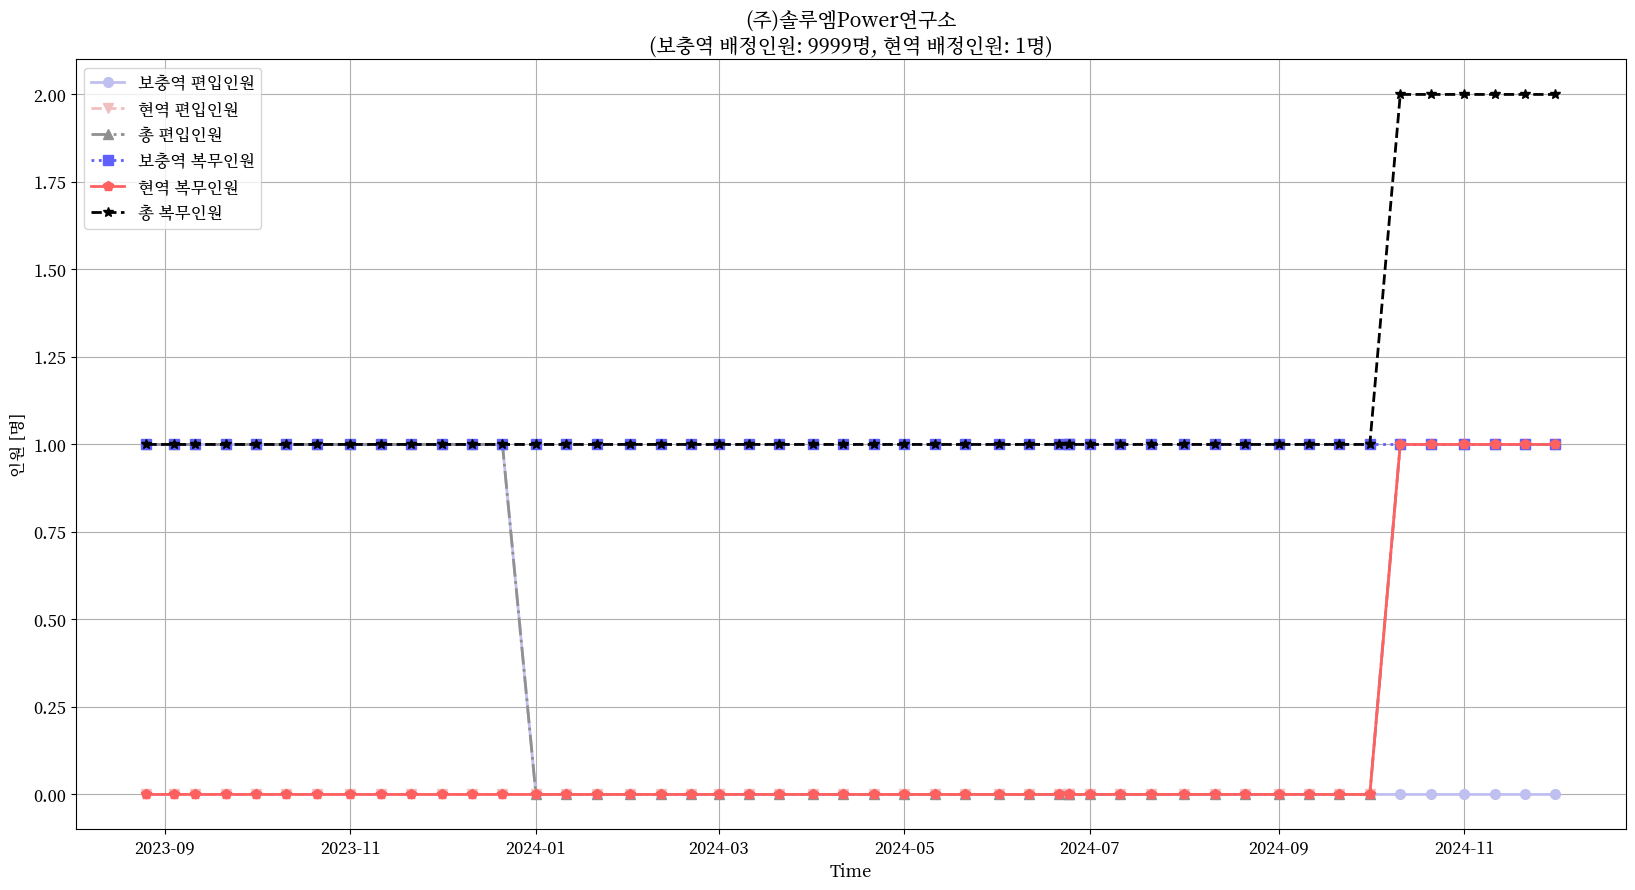 (주)솔루엠Power연구소
(보충역 배정인원: 9999명, 현역 배정인원: 1명)
보충역 편입인원
현역 편입인원
총 편입인원
보충역 복무인원
현역 복무인원
총 복무인원
2.00
1.75
1.50
1.25
1.00
0.75
0.50
0.25
0.00
인원 [명]
2023-09
2023-11
2024-01
2024-03
2024-05
2024-07
2024-09
2024-11
Time